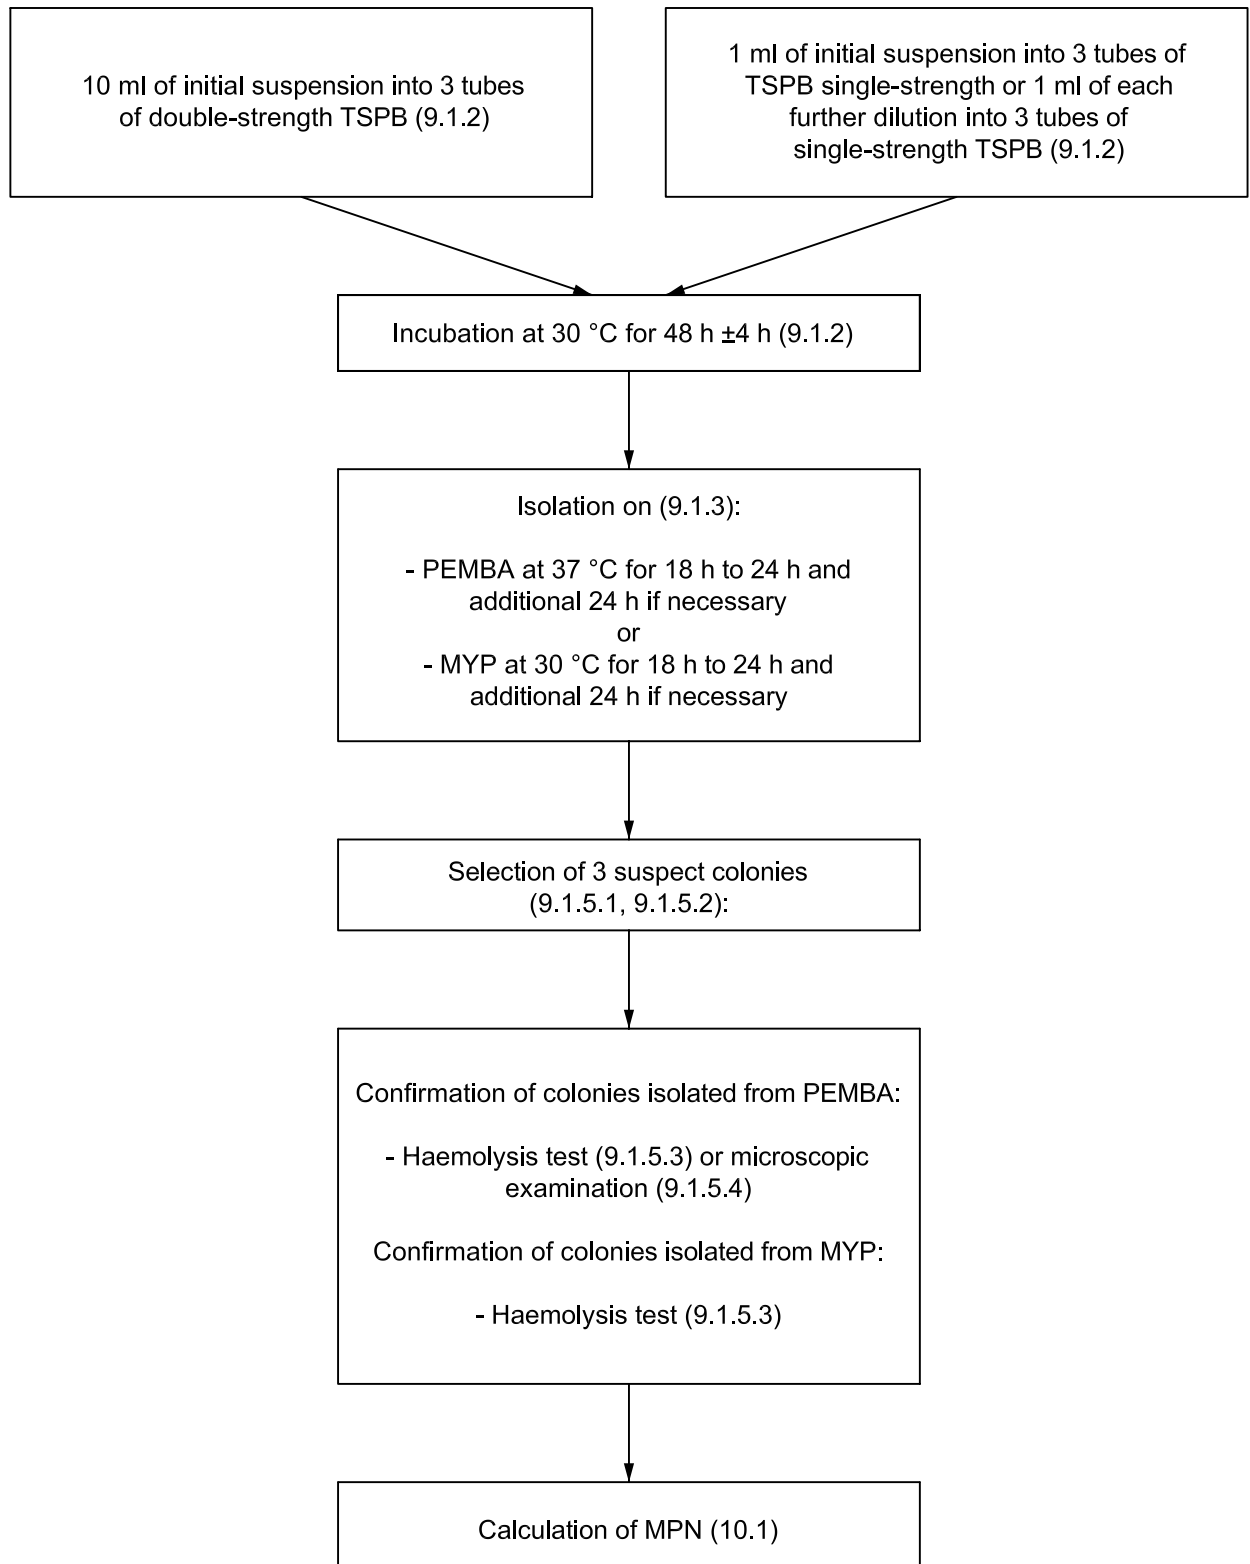 10 ml of initial suspension into 3 tubes
of double-strength TSPB (9.1.2)
1 ml of initial suspension into 3 tubes of
TSPB single-strength or 1 ml of each
further dilution into 3 tubes of
single-strength TSPB (9.1.2)
Incubation at 30 °C for 48 h ±4 h (9.1.2)
Isolation on (9.1.3):
- PEMBA at 37 °C for 18 h to 24 h and
additional 24 h if necessary
or
- MYP at 30 °C for 18 h to 24 h and
additional 24 h if necessary
Selection of 3 suspect colonies
(9.1.5.1, 9.1.5.2):
Confirmation of colonies isolated from PEMBA:
- Haemolysis test (9.1.5.3) or microscopic
examination (9.1.5.4)
Confirmation of colonies isolated from MYP:
- Haemolysis test (9.1.5.3)
Calculation of MPN (10.1)